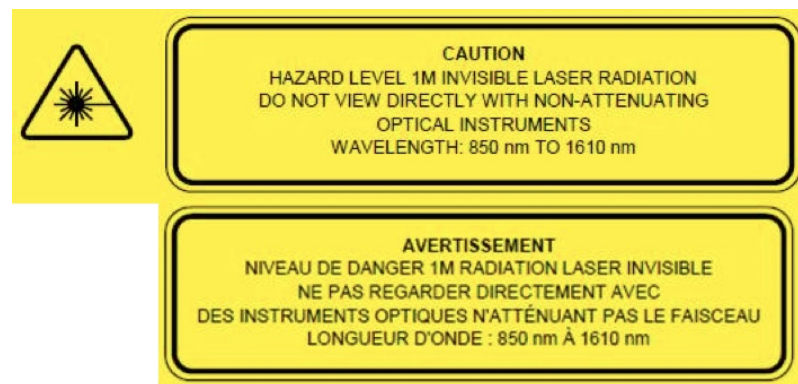 CAUTION
HAZARD LEVEL 1M INVISIBLE LASER RADIATION
DO NOT VIEW DIRECTLY WITH NON-ATTENUATING
OPTICAL INSTRUMENTS
WAVELENGTH: 850 nm TO 1610 nm
AVERTISSEMENT
NIVEAU DE DANGER 1M RADIATION LASER INVISIBLE
NE PAS REGARDER DIRECTEMENT AVEC
DES INSTRUMENTS OPTIQUES N'ATTÉNUANT PAS LE FAISCEAU
LONGUEUR D'ONDE : 850 nm À 1610 nm